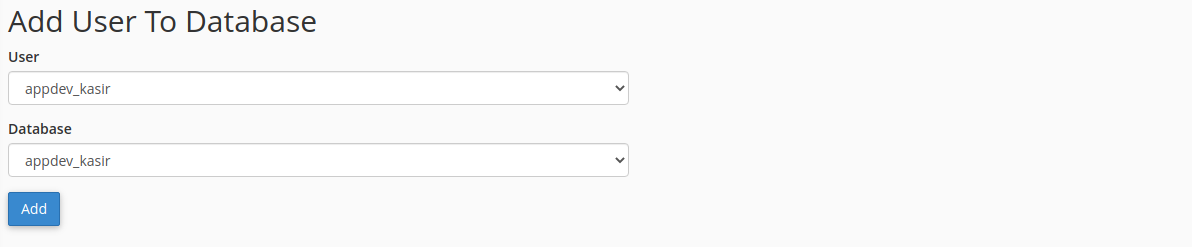 Add User To Database
User
appdev_kasir
Database
appdev_kasir
Add